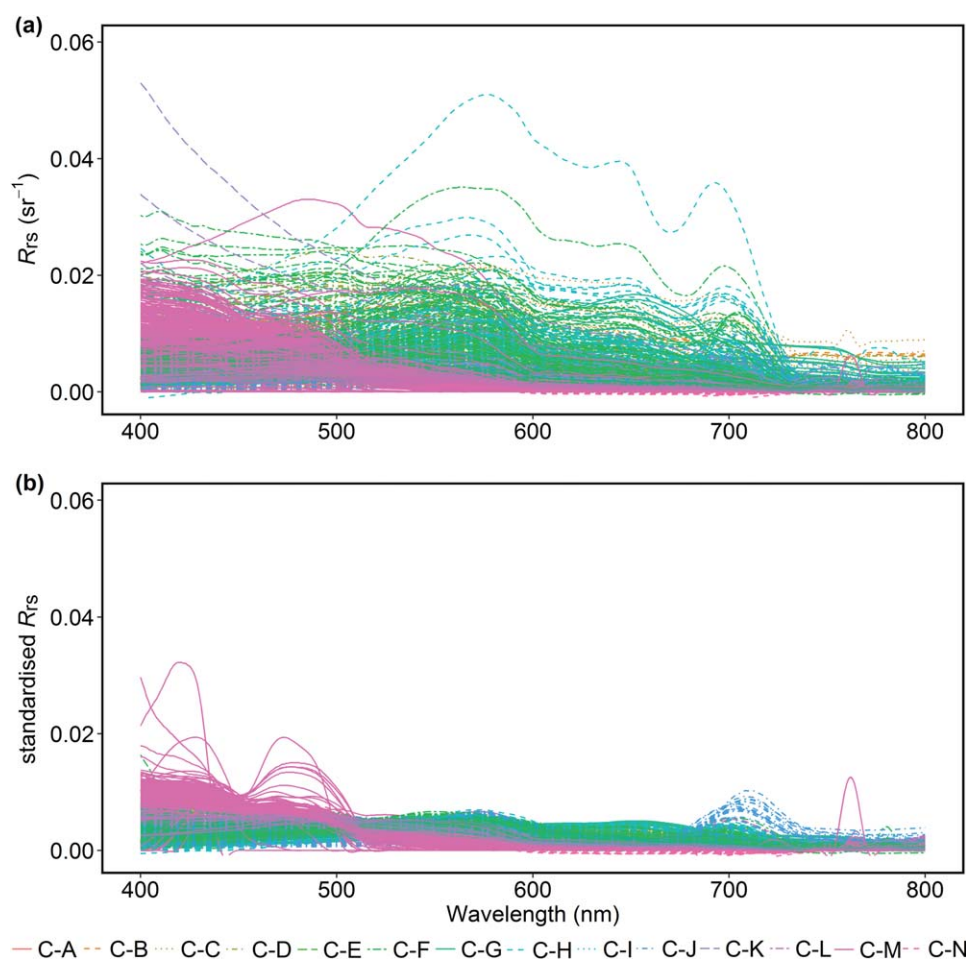 (a)
0.06
0.04
0.02
0.00
Rrs (sr−1)
400 500 600 700 800
(b)
0.06
0.04
0.02
0.00
standardised Rrs
400 500 600 700 800
Wavelength (nm)
C-A C-B C-C C-D C-E C-F C-G C-H C-I C-J C-K C-L C-M C-N